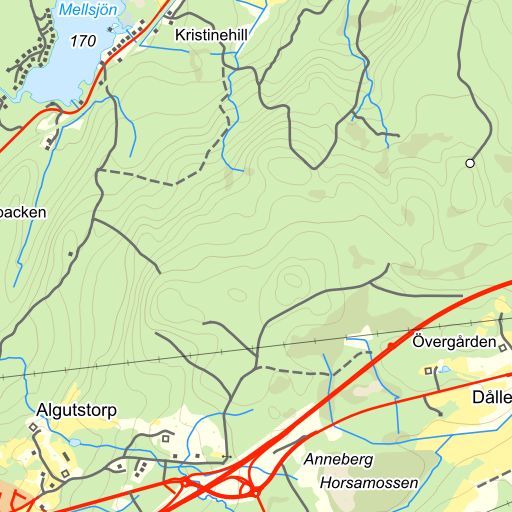 Mellsjön
170
Kristinehill
backen
Övergården
Dålle
Algutstorp
Anneberg
Horsamossen